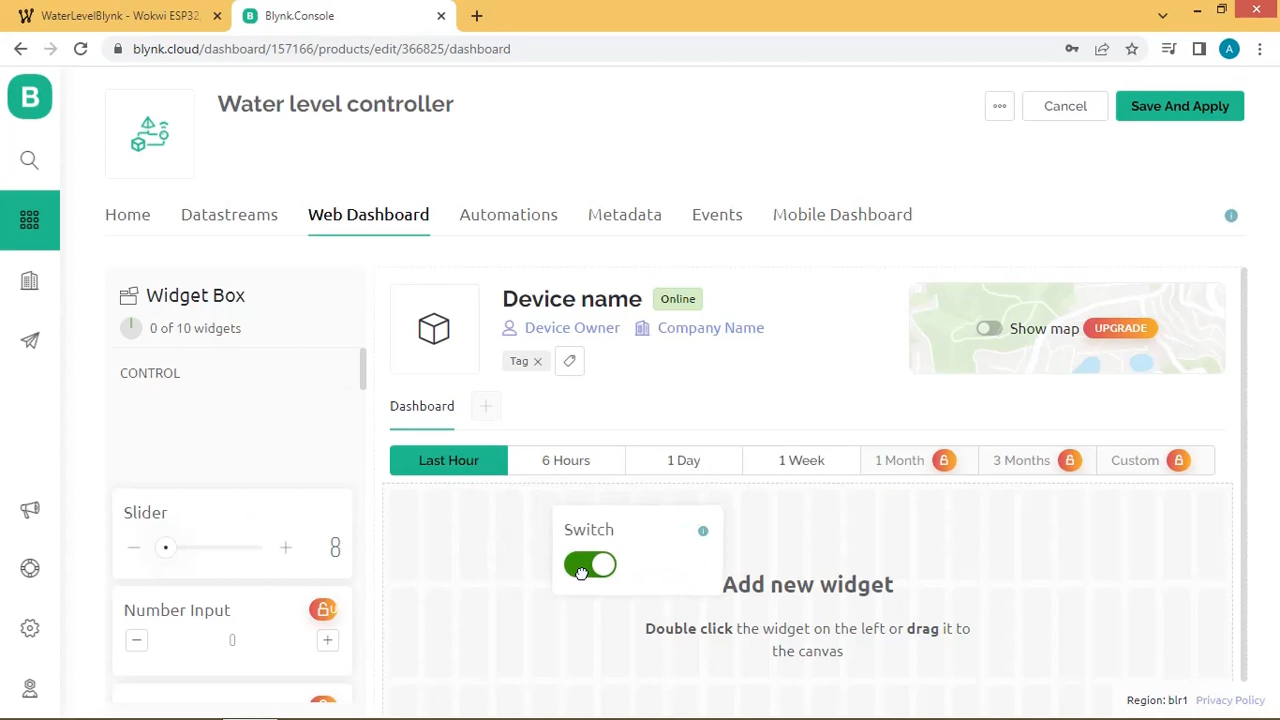 WaterLevelBlynk - Wokwi ESP32,
Blynk.Console
blynk.cloud/dashboard/157166/products/edit/366825/dashboard
A
B
Water level controller
Cancel
Save And Apply
Home
Datastreams
Web Dashboard
Automations
Metadata
Events
Mobile Dashboard
Widget Box
0 of 10 widgets
CONTROL
Slider
8
Number Input
0
Device name
Online
Device Owner
Company Name
Tag
Show map
UPGRADE
Dashboard
Last Hour
6 Hours
1 Day
1 Week
1 Month
3 Months
Custom
Switch
Add new widget
Double click the widget on the left or drag it to
the canvas
Region: blr1
Privacy Policy